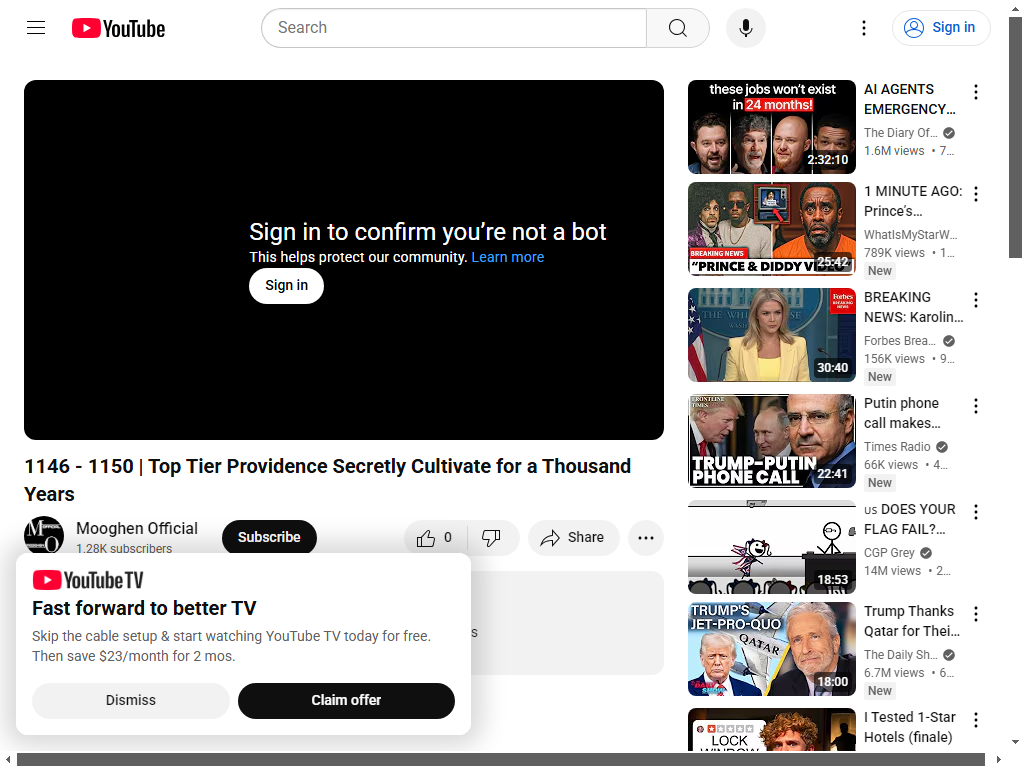 YouTube
Search
Sign in
Sign in to confirm you're not a bot
This helps protect our community. Learn more
Sign in
1146 - 1150 | Top Tier Providence Secretly Cultivate for a Thousand
Years
Mooghen Official
1.28K subscribers
Subscribe
0
Share
s
YouTube TV
Fast forward to better TV
Skip the cable setup & start watching YouTube TV today for free.
Then save $23/month for 2 mos.
Dismiss
Claim offer
these jobs won't exist
in 24 months!
2:32:10
AI AGENTS
EMERGENCY...
The Diary Of...
1.6M views • 7...
BREAKING NEWS
"PRINCE & DIDDY VIDEO
25:42
1 MINUTE AGO:
Prince's...
WhatIsMyStarW...
789K views • 1...
New
THE WHITE HOUSE
Forbes
BREAKING
NEWS
30:40
BREAKING
NEWS: Karolin...
Forbes Brea...
156K views • 9...
New
FRONTLINE
TIMES
TRUMP-PUTIN
PHONE CALL
22:41
Putin phone
call makes...
Times Radio
66K views • 4...
New
18:53
us DOES YOUR
FLAG FAIL?...
CGP Grey
14M views • 2...
TRUMP'S
JET-PRO-QUO
QATAR
THE DAILY SHOW
18:00
Trump Thanks
Qatar for Thei...
The Daily Sh...
6.7M views • 6...
New
LOCK
WINDOW
I Tested 1-Star
Hotels (finale)